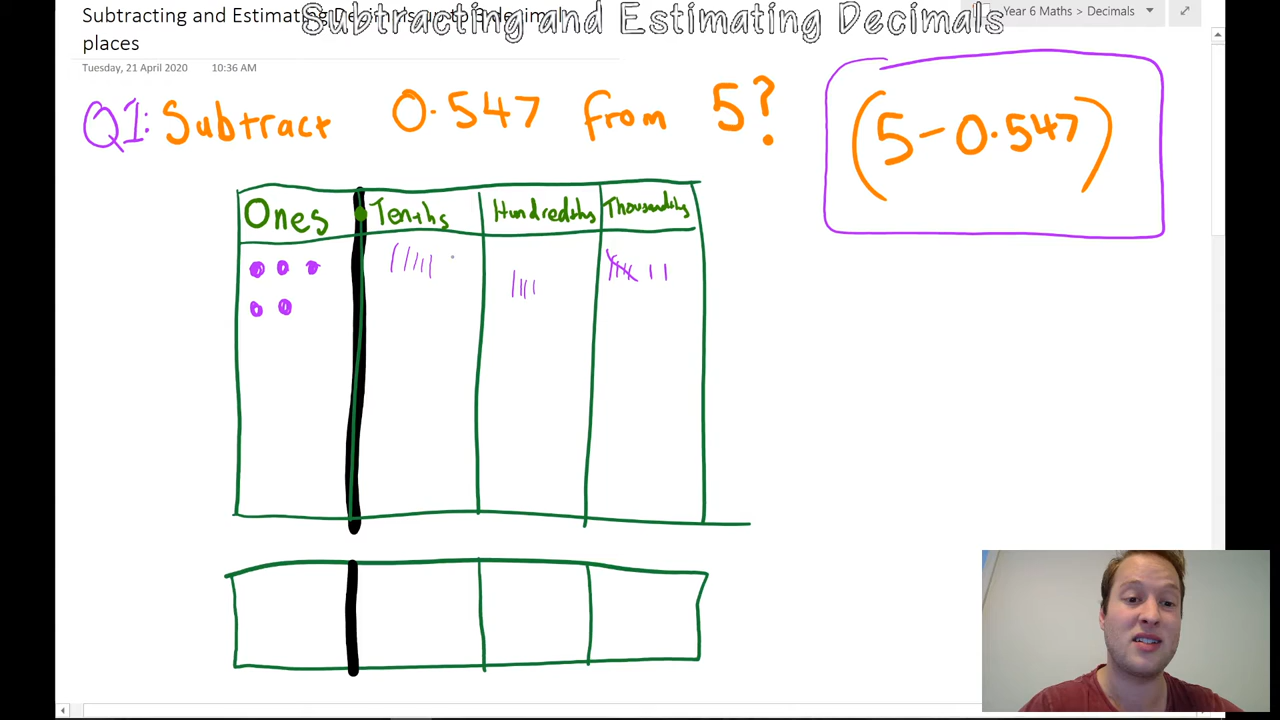 Subtracting and Estimating Decimals
Year 6 Maths > Decimals
Subtracting and Estimating
places
Tuesday, 21 April 2020 10:36 AM
Q1: Subtract 0.547 from 5?
(5 - 0.547)
Ones Tenths Hundredths Thousandths